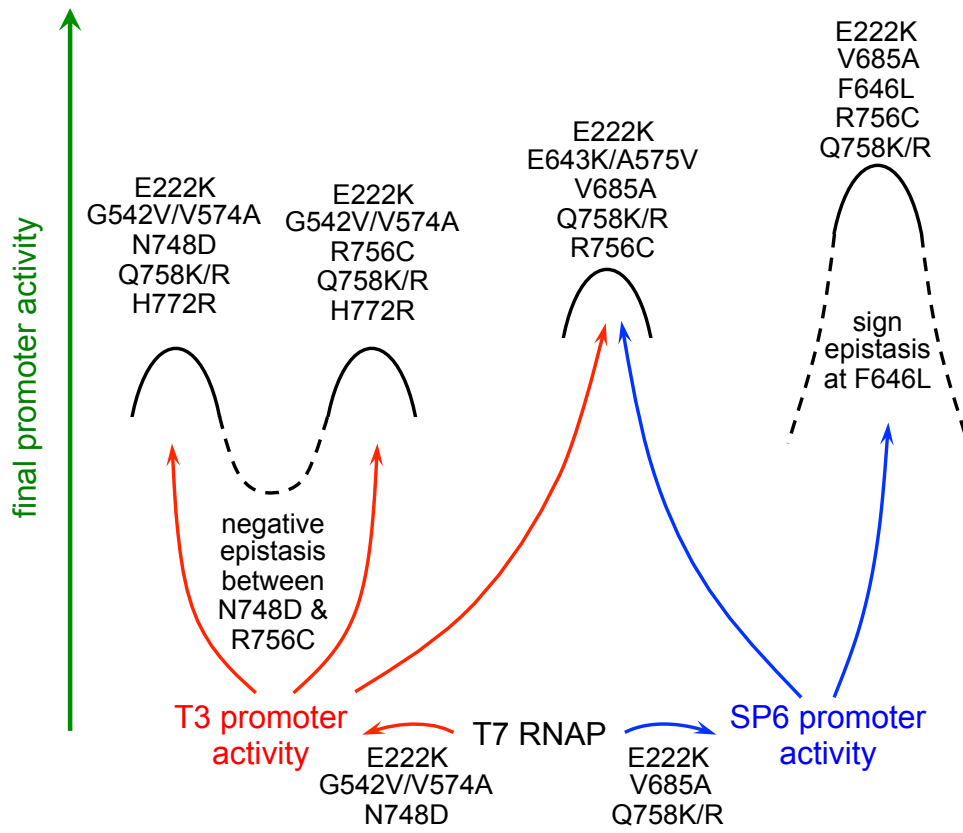 final promoter activity
E222K
G542V/V574A
N748D
Q758K/R
H772R
E222K
G542V/V574A
R756C
Q758K/R
H772R
E222K
E643K/A575V
V685A
Q758K/R
R756C
E222K
V685A
F646L
R756C
Q758K/R
negative
epistasis
between
N748D &
R756C
sign
epistasis
at F646L
T3 promoter
activity
T7 RNAP
SP6 promoter
activity
E222K
G542V/V574A
N748D
E222K
V685A
Q758K/R